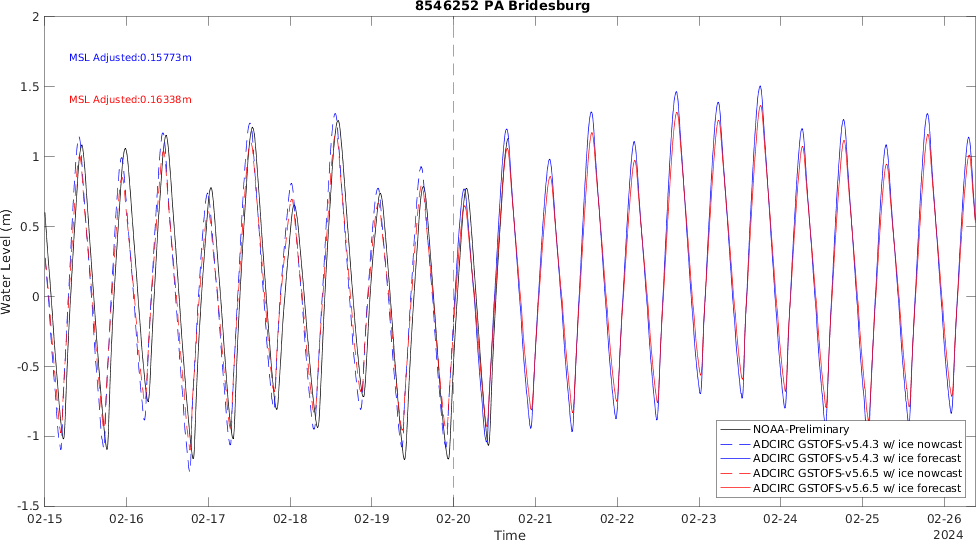 8546252 PA Bridesburg
2
MSL Adjusted:0.15773m
1.5
MSL Adjusted:0.16338m
1
0.5
Water Level (m)
0
-0.5
-1
NOAA-Preliminary
ADCIRC GSTOFS-v5.4.3 w/ ice nowcast
ADCIRC GSTOFS-v5.4.3 w/ ice forecast
ADCIRC GSTOFS-v5.6.5 w/ ice nowcast
ADCIRC GSTOFS-v5.6.5 w/ ice forecast
-1.5
02-15 02-16 02-17 02-18 02-19 02-20 02-21 02-22 02-23 02-24 02-25 02-26
Time
2024